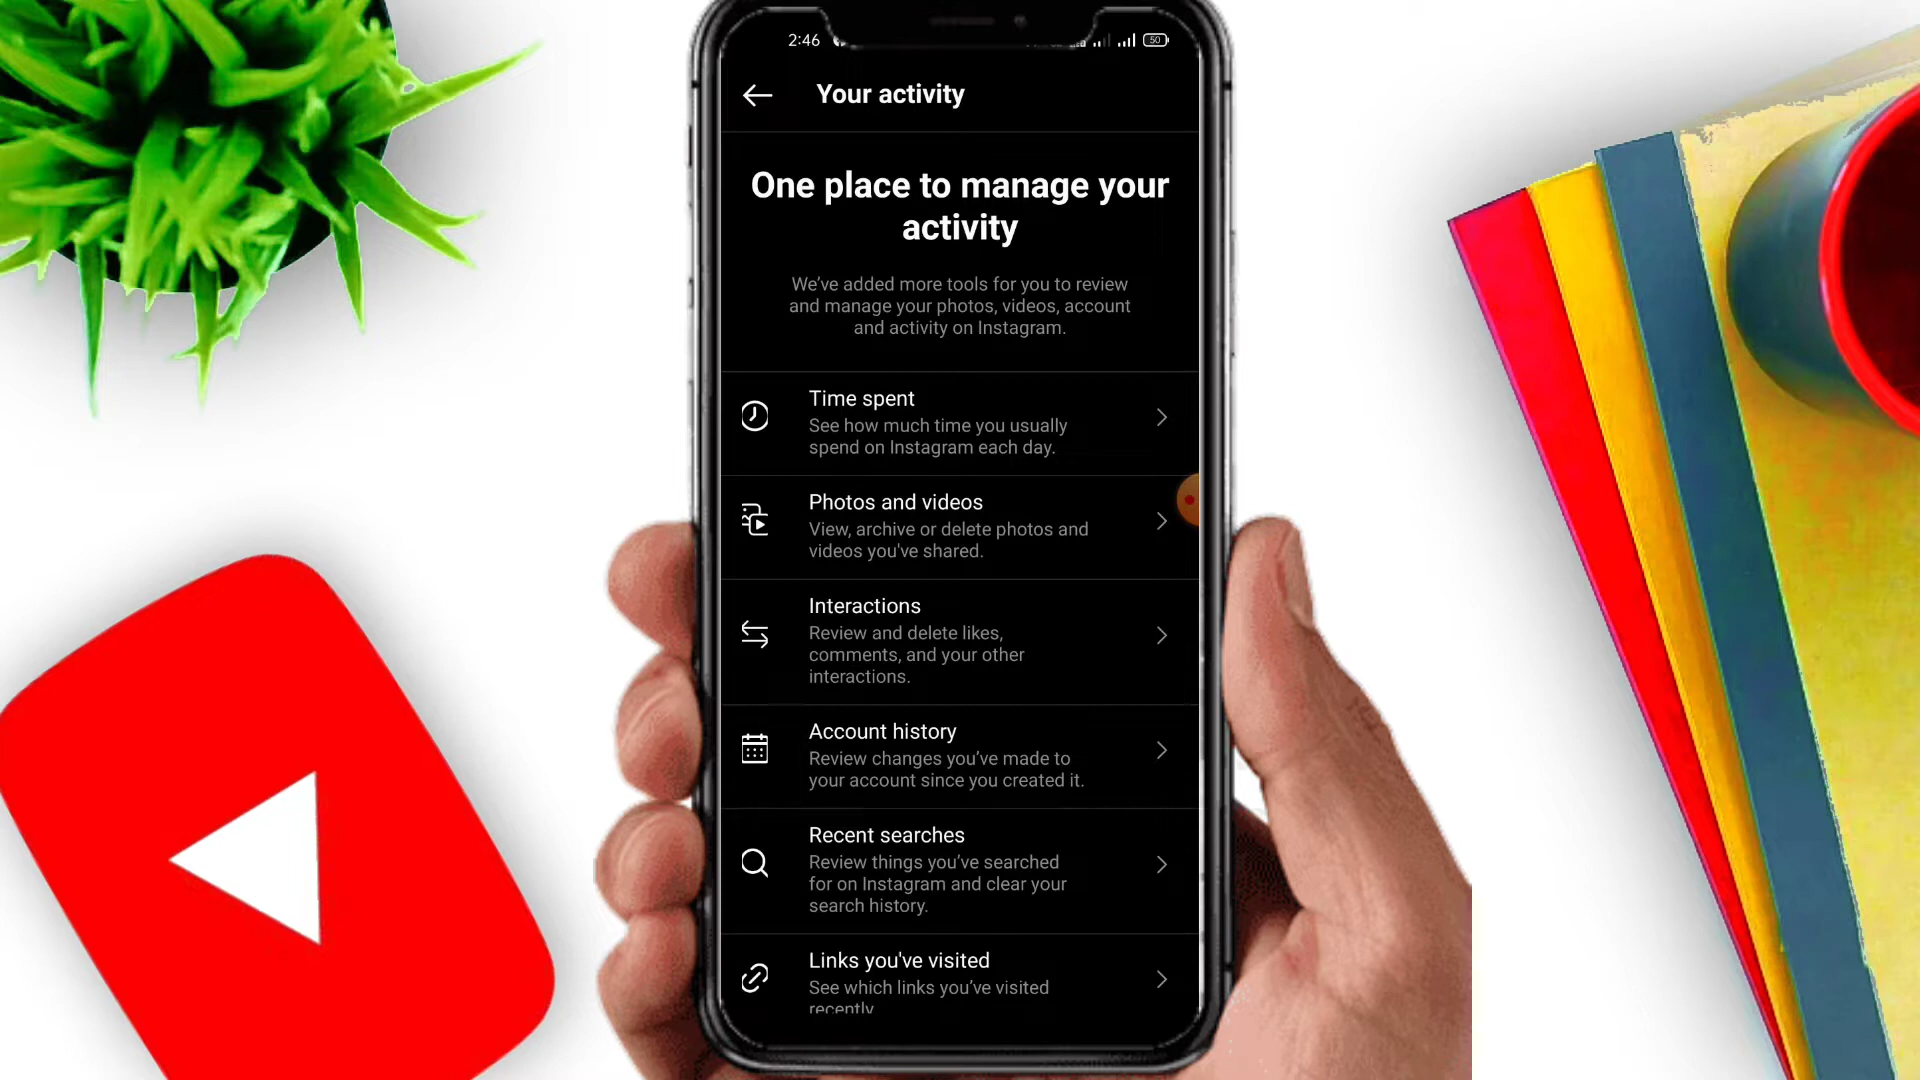 2:46
50
Your activity
One place to manage your
activity
We’ve added more tools for you to review
and manage your photos, videos, account
and activity on Instagram.
Time spent
See how much time you usually
spend on Instagram each day.
Photos and videos
View, archive or delete photos and
videos you've shared.
Interactions
Review and delete likes,
comments, and your other
interactions.
Account history
Review changes you’ve made to
your account since you created it.
Recent searches
Review things you’ve searched
for on Instagram and clear your
search history.
Links you've visited
See which links you’ve visited
recently